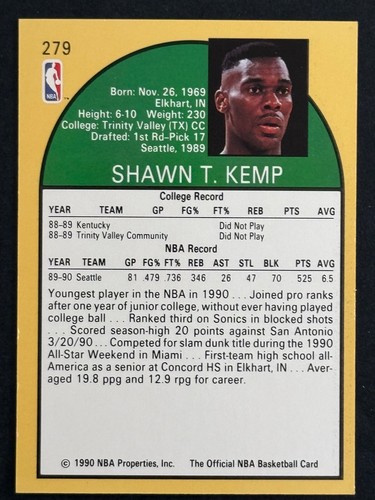 279
NBA
Born: Nov. 26, 1969
Elkhart, IN
Height: 6-10 Weight: 230
College: Trinity Valley (TX) CC
Drafted: 1st Rd-Pick 17
Seattle, 1989
SHAWN T. KEMP
College Record
YEAR TEAM GP FG% FT% REB PTS AVG
88-89 Kentucky Did Not Play
88-89 Trinity Valley Community Did Not Play
NBA Record
YEAR TEAM GP FG% FT% REB AST STL BLK PTS AVG
89-90 Seattle 81 .479 .736 346 26 47 70 525 6.5
Youngest player in the NBA in 1990 . . . Joined pro ranks
after one year of junior college, without ever having played
college ball . . . Ranked third on Sonics in blocked shots
. . . Scored season-high 20 points against San Antonio
3/20/90 . . . Competed for slam dunk title during the 1990
All-Star Weekend in Miami . . . First-team high school all-
America as a senior at Concord HS in Elkhart, IN . . . Aver-
aged 19.8 ppg and 12.9 rpg for career.
© 1990 NBA Properties, Inc. The Official NBA Basketball Card